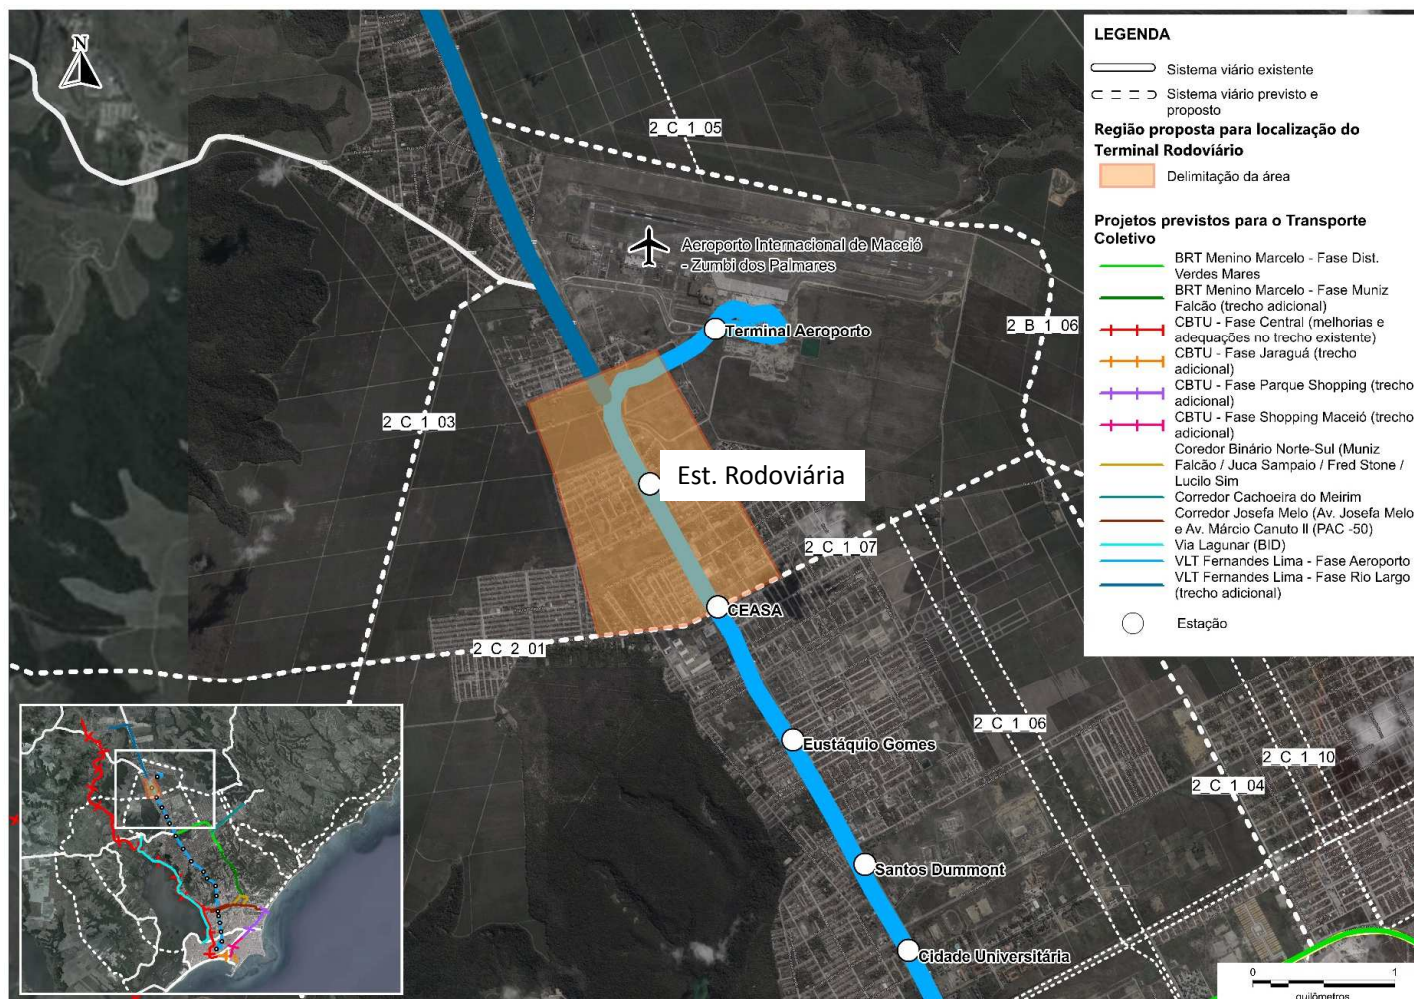 N
2_C_1_05
Aeroporto Internacional de Maceió
- Zumbi dos Palmares
Terminal Aeroporto
2_B_1_06
2_C_1_03
Est. Rodoviária
2_C_1_07
CEASA
2_C_2_01
Eustáquio Gomes
2_C_1_06
2_C_1_10
2_C_1_04
Santos Dummont
Cidade Universitária
LEGENDA
Sistema viário existente
Sistema viário previsto e
proposto
Região proposta para localização do
Terminal Rodoviário
Delimitação da área
Projetos previstos para o Transporte
Coletivo
BRT Menino Marcelo - Fase Dist.
Verdes Mares
BRT Menino Marcelo - Fase Muniz
Falcão (trecho adicional)
CBTU - Fase Central (melhorias e
adequações no trecho existente)
CBTU - Fase Jaraguá (trecho
adicional)
CBTU - Fase Parque Shopping (trecho
adicional)
CBTU - Fase Shopping Maceió (trecho
adicional)
Coredor Binário Norte-Sul (Muniz
Falcão / Juca Sampaio / Fred Stone /
Lucilo Sim
Corredor Cachoeira do Meirim
Corredor Josefa Melo (Av. Josefa Melo
e Av. Márcio Canuto II (PAC -50)
Via Lagunar (BID)
VLT Fernandes Lima - Fase Aeroporto
VLT Fernandes Lima - Fase Rio Largo
(trecho adicional)
Estação
0 1
quilômetros